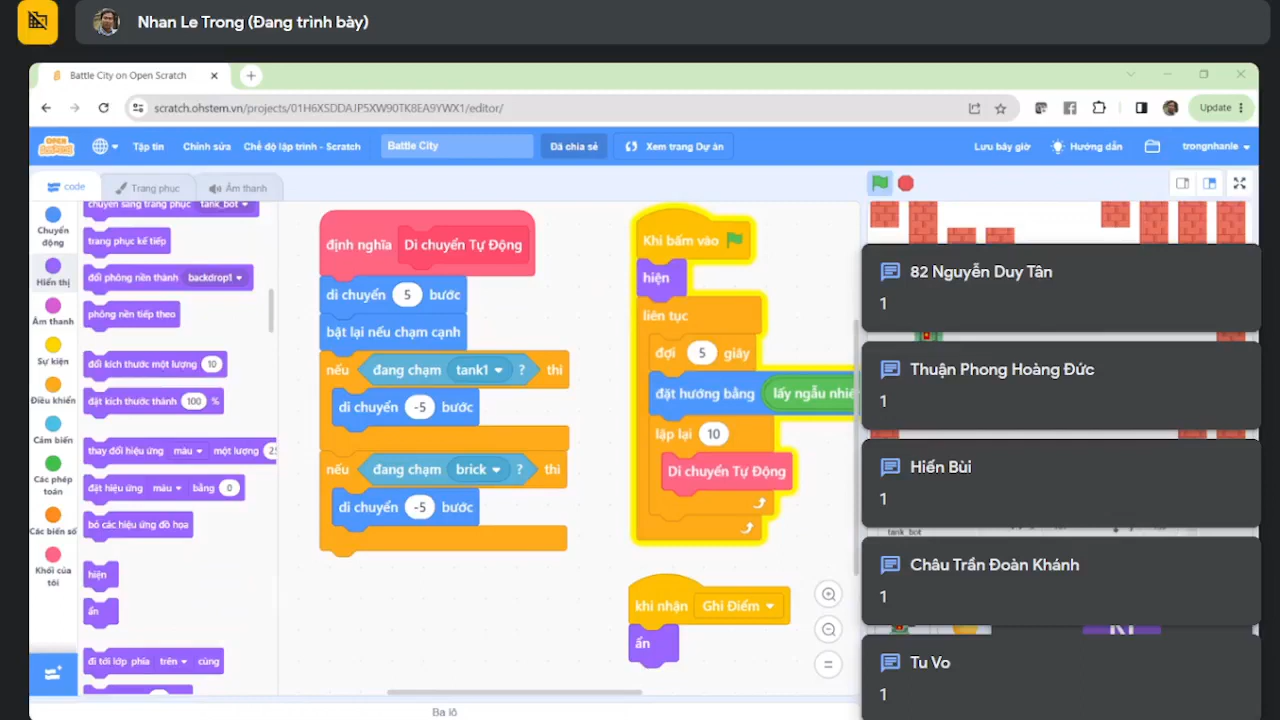 Nhan Le Trong (Đang trình bày)
Battle City on Open Scratch
scratch.ohstem.vn/projects/01H6XSDDAJP5XW90TK8EA9YWX1/editor/
Update
Tập tin
Chỉnh sửa
Chế độ lập trình - Scratch
Battle City
Đã chia sẻ
Xem trang Dự án
Lưu bây giờ
Hướng dẫn
trongnhanle
code
Trang phục
Âm thanh
Chuyển động
Hiển thị
Âm thanh
Sự kiện
Điều khiển
Cảm biến
Các phép toán
Các biến số
Khối của tôi
chuyển sang trang phục tank_bot
trang phục kế tiếp
đổi phông nền thành backdrop1
phông nền tiếp theo
đổi kích thước một lượng 10
đặt kích thước thành 100 %
thay đổi hiệu ứng màu một lượng 25
đặt hiệu ứng màu bằng 0
bỏ các hiệu ứng đồ họa
hiện
ẩn
đi tới lớp phía trên cùng
định nghĩa Di chuyển Tự Động
di chuyển 5 bước
bật lại nếu chạm cạnh
nếu đang chạm tank1 ? thì
di chuyển -5 bước
nếu đang chạm brick ? thì
di chuyển -5 bước
Khi bấm vào
hiện
liên tục
đợi 5 giây
đặt hướng bằng lấy ngẫu nhiê
lặp lại 10
Di chuyển Tự Động
khi nhận Ghi Điểm
ẩn
Ba lô
82 Nguyễn Duy Tân
1
Thuận Phong Hoàng Đức
1
Hiến Bùi
1
tank_bot
Châu Trần Đoàn Khánh
1
Tu Vo
1